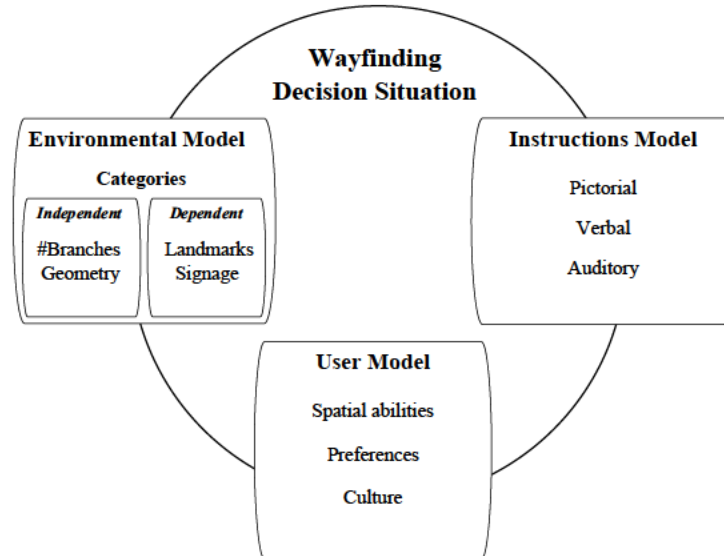 Wayfinding
Decision Situation
Environmental Model
Categories
Independent
#Branches
Geometry
Dependent
Landmarks
Signage
Instructions Model
Pictorial
Verbal
Auditory
User Model
Spatial abilities
Preferences
Culture